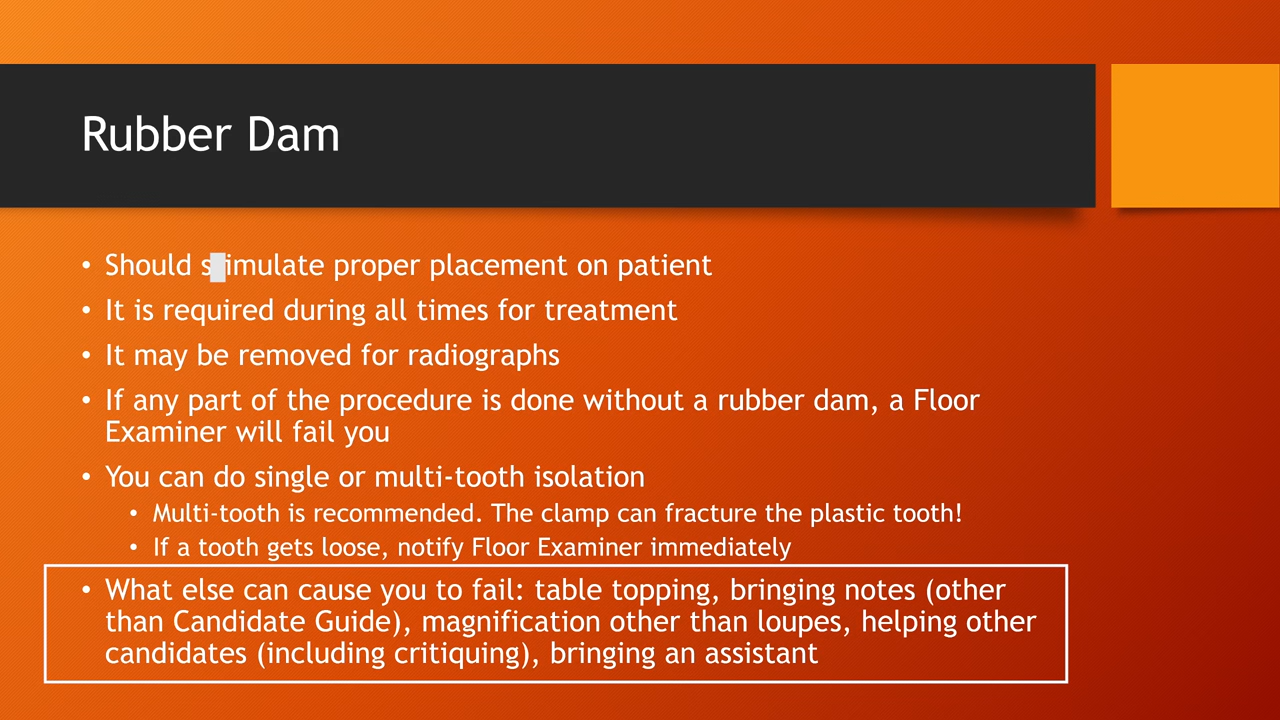 Rubber Dam
• Should s imulate proper placement on patient
• It is required during all times for treatment
• It may be removed for radiographs
• If any part of the procedure is done without a rubber dam, a Floor
Examiner will fail you
• You can do single or multi-tooth isolation
• Multi-tooth is recommended. The clamp can fracture the plastic tooth!
• If a tooth gets loose, notify Floor Examiner immediately
• What else can cause you to fail: table topping, bringing notes (other
than Candidate Guide), magnification other than loupes, helping other
candidates (including critiquing), bringing an assistant